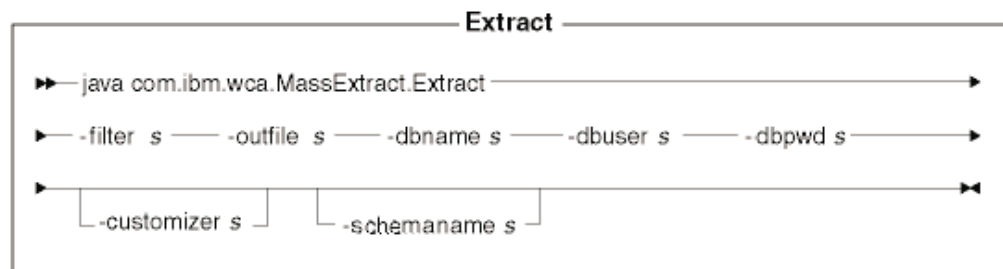 Extract
java com.ibm.wca.MassExtract.Extract
-filter s -outfile s -dbname s -dbuser s -dbpwd s
-customizer s -schemaname s